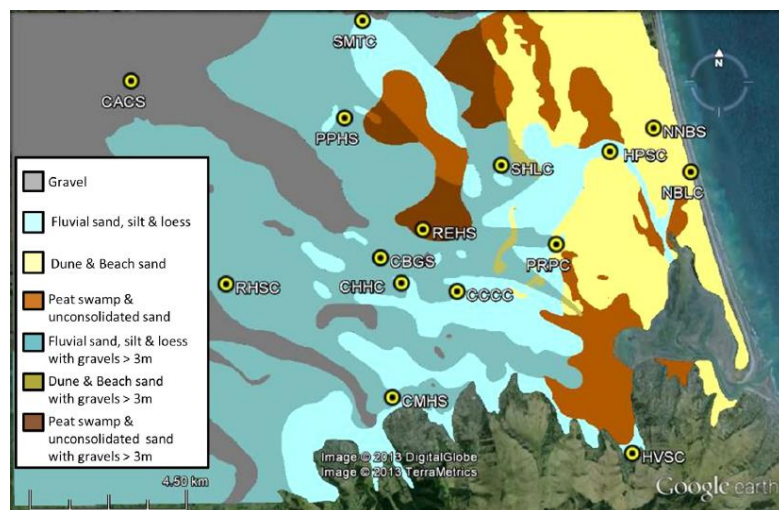 SMTC
N
CACS
PPHS
NNBS
HPSC
SHLC
NBLC
Gravel
Fluvial sand, silt & loess
Dune & Beach sand
Peat swamp &
unconsolidated sand
Fluvial sand, silt & loess
with gravels > 3m
Dune & Beach sand
with gravels > 3m
Peat swamp &
unconsolidated sand
with gravels > 3m
REHS
PRPC
CBGS
RHSC
CHHC
CCCC
CMHS
HVSC
Image © 2013 DigitalGlobe
Image © 2013 TerraMetrics
4.50 km
Google earth